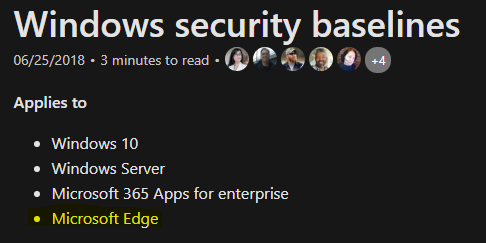 Windows security baselines
06/25/2018 • 3 minutes to read • +4
Applies to
• Windows 10
• Windows Server
• Microsoft 365 Apps for enterprise
• Microsoft Edge